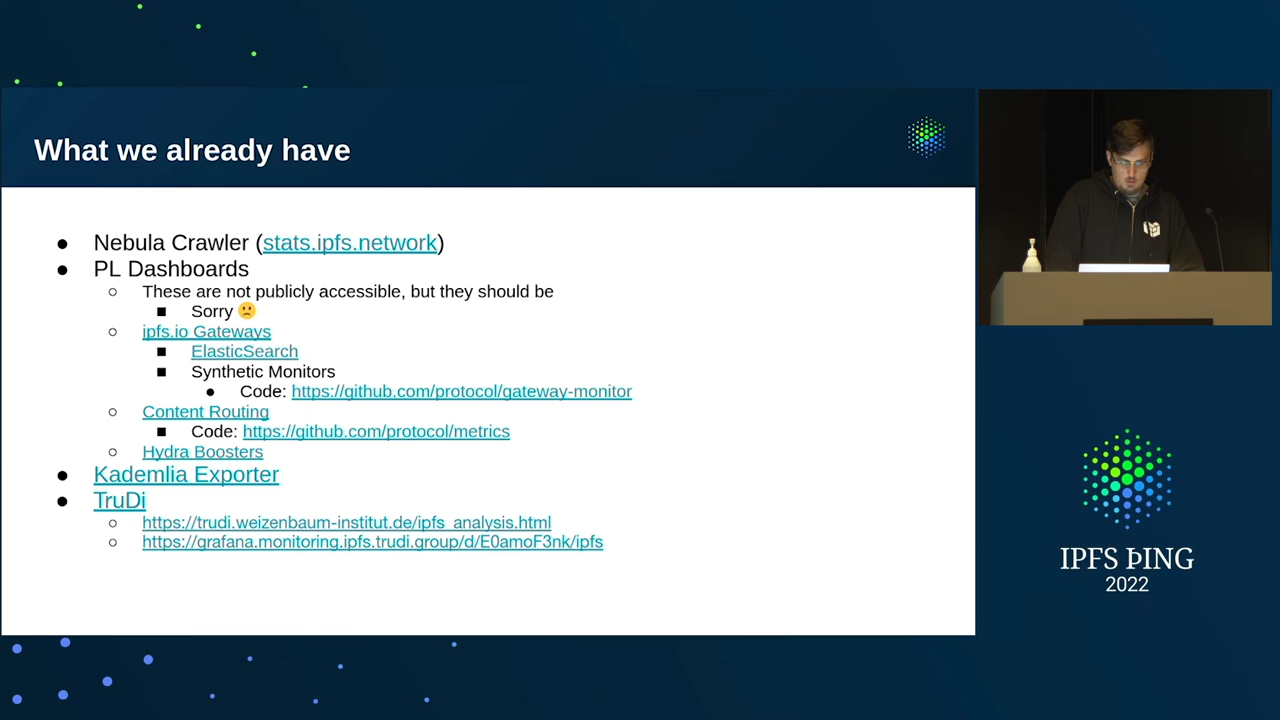 What we already have
● Nebula Crawler (stats.ipfs.network)
● PL Dashboards
○ These are not publicly accessible, but they should be
■ Sorry 🙁
○ ipfs.io Gateways
■ ElasticSearch
■ Synthetic Monitors
● Code: https://github.com/protocol/gateway-monitor
○ Content Routing
■ Code: https://github.com/protocol/metrics
○ Hydra Boosters
● Kademlia Exporter
● TruDi
○ https://trudi.weizenbaum-institut.de/ipfs_analysis.html
○ https://grafana.monitoring.ipfs.trudi.group/d/E0amoF3nk/ipfs
IPFS ÞING
2022